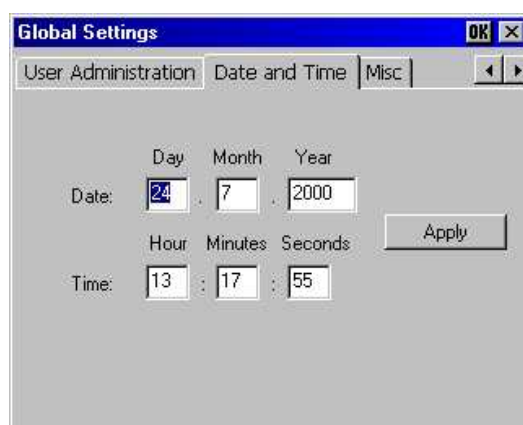 Global Settings OK ×
User Administration Date and Time Misc
Day Month Year
Date: 24 . 7 . 2000
Apply
Hour Minutes Seconds
Time: 13 : 17 : 55